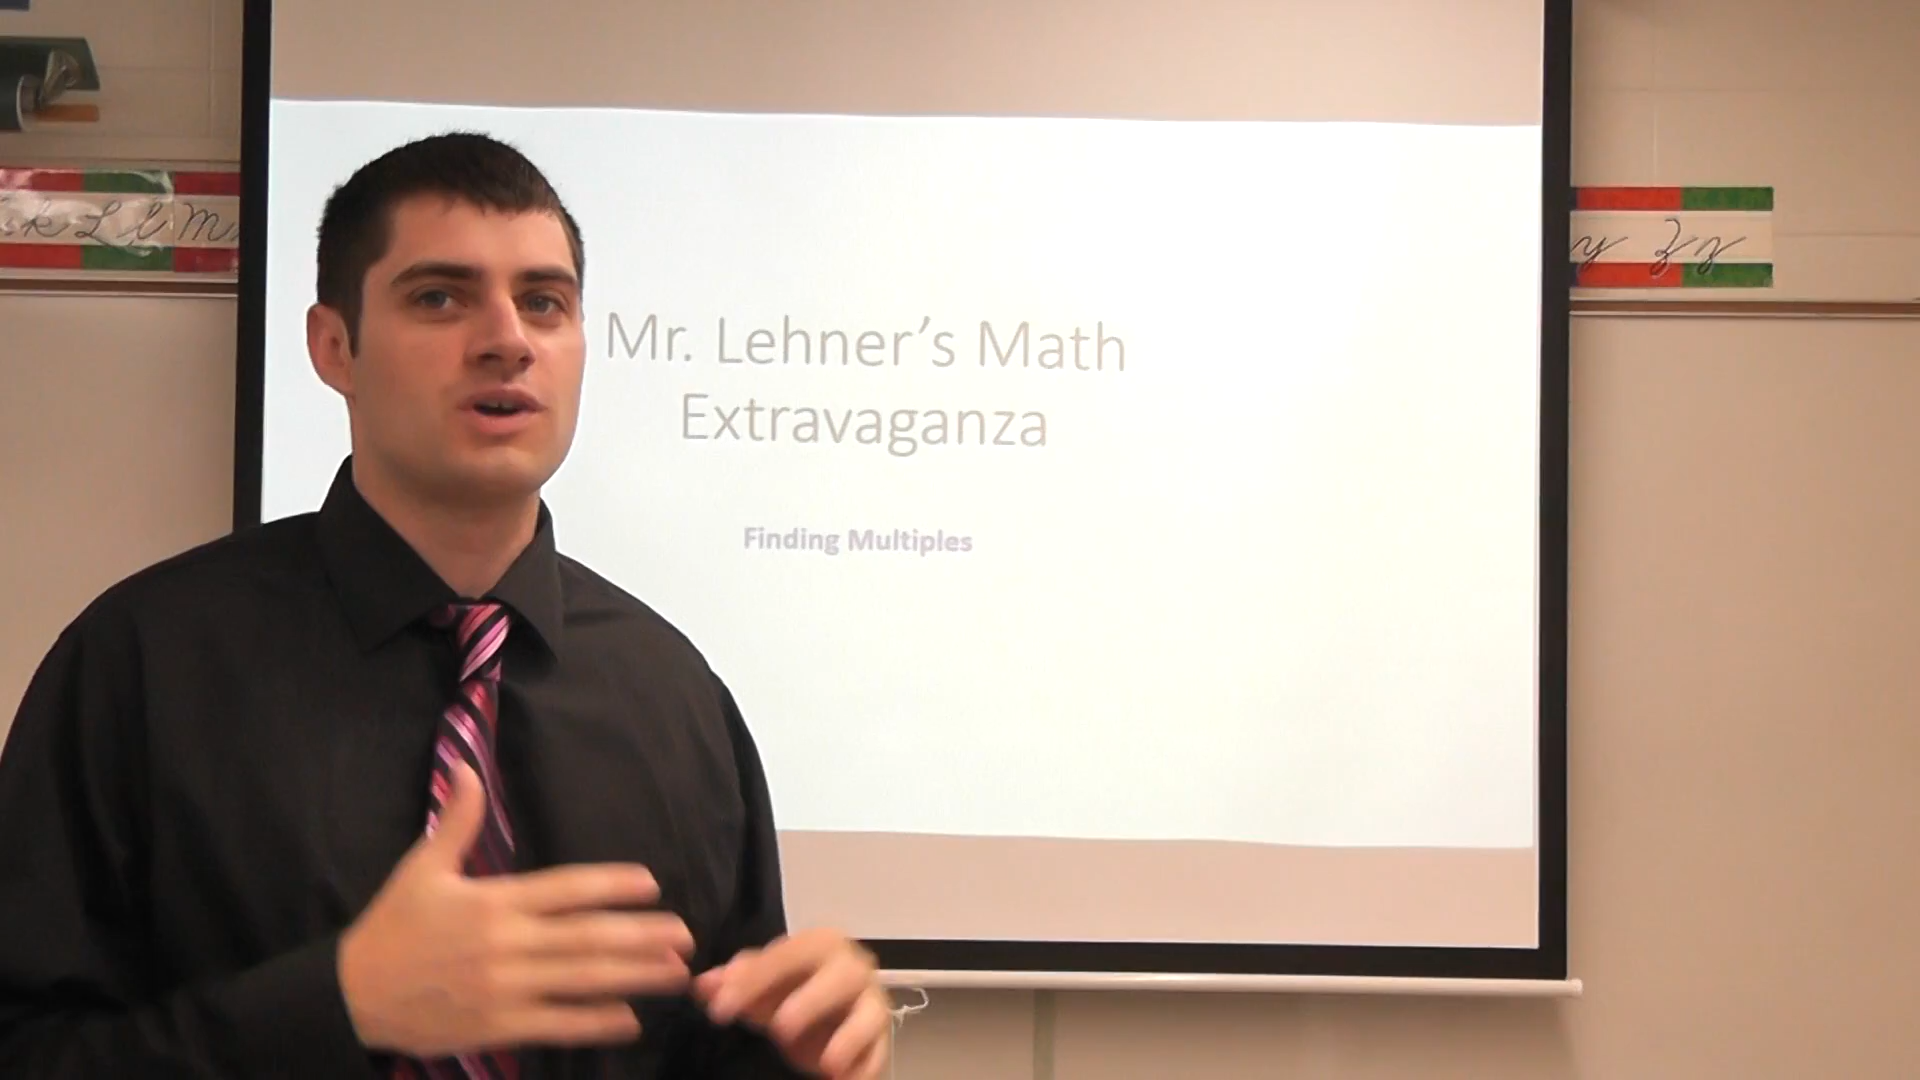 k L l M
y Z z
Mr. Lehner’s Math
Extravaganza
Finding Multiples